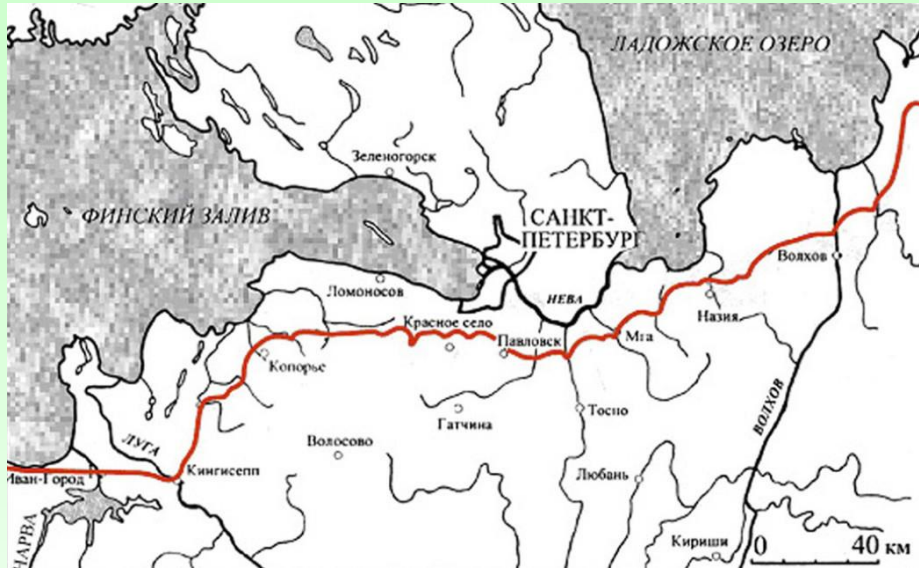 ЛАДОЖСКОЕ ОЗЕРО
Зеленогорск
ФИНСКИЙ ЗАЛИВ
САНКТ-
ПЕТЕРБУРГ
Волхов
Ломоносов
НЕВА
Назия
Красное село
Павловск
Мга
Копорье
Гатчина
Тосно
ВОЛХОВ
ЛУГА
Волосово
Иван-Город
Кингисепп
Любань
НАРВА
Кириши
0 40 км